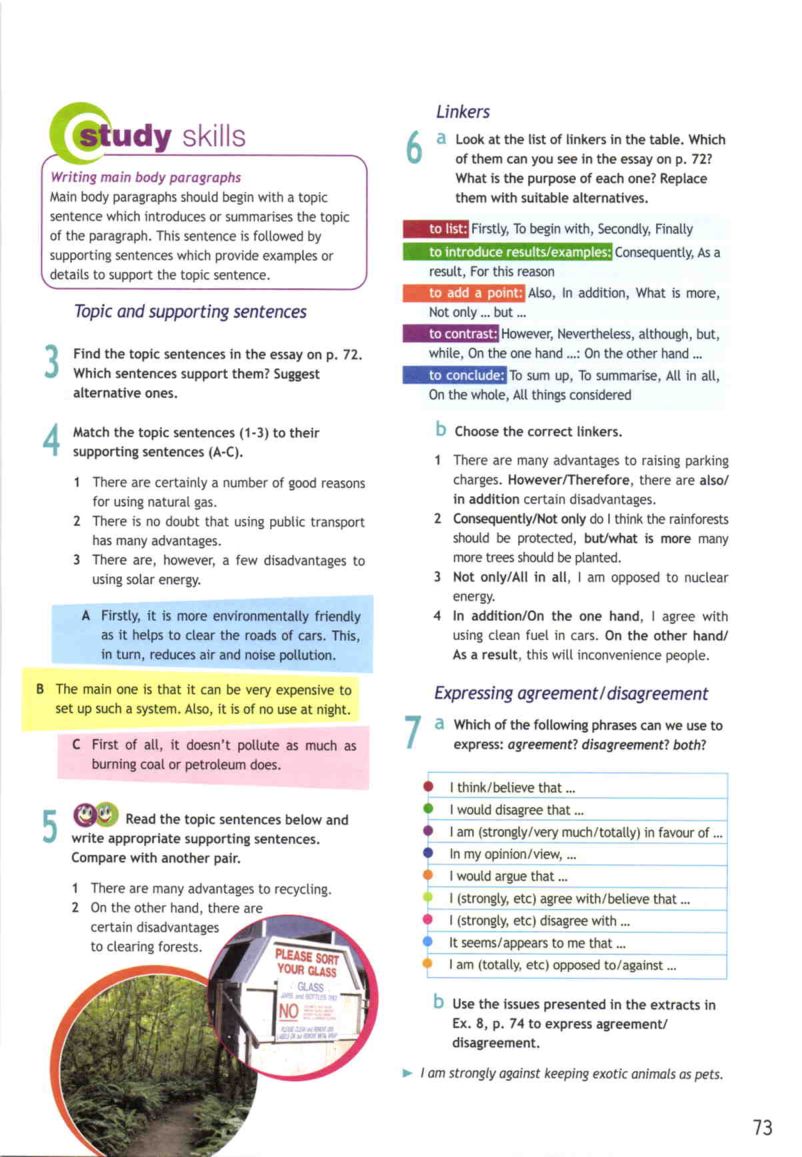 study skills
Writing main body paragraphs
Main body paragraphs should begin with a topic
sentence which introduces or summarises the topic
of the paragraph. This sentence is followed by
supporting sentences which provide examples or
details to support the topic sentence.
Topic and supporting sentences
3 Find the topic sentences in the essay on p. 72.
Which sentences support them? Suggest
alternative ones.
4 Match the topic sentences (1-3) to their
supporting sentences (A-C).
1 There are certainly a number of good reasons
for using natural gas.
2 There is no doubt that using public transport
has many advantages.
3 There are, however, a few disadvantages to
using solar energy.
A Firstly, it is more environmentally friendly
as it helps to clear the roads of cars. This,
in turn, reduces air and noise pollution.
B The main one is that it can be very expensive to
set up such a system. Also, it is of no use at night.
C First of all, it doesn't pollute as much as
burning coal or petroleum does.
5 Read the topic sentences below and
write appropriate supporting sentences.
Compare with another pair.
1 There are many advantages to recycling.
2 On the other hand, there are
certain disadvantages
to clearing forests.
PLEASE SORT
YOUR GLASS
GLASS
JARS and BOTTLES ONLY
NO
Linkers
6 a Look at the list of linkers in the table. Which
of them can you see in the essay on p. 72?
What is the purpose of each one? Replace
them with suitable alternatives.
to list: Firstly, To begin with, Secondly, Finally
to introduce results/examples: Consequently, As a
result, For this reason
to add a point: Also, In addition, What is more,
Not only ... but ...
to contrast: However, Nevertheless, although, but,
while, On the one hand ...: On the other hand ...
to conclude: To sum up, To summarise, All in all,
On the whole, All things considered
b Choose the correct linkers.
1 There are many advantages to raising parking
charges. However/Therefore, there are also/
in addition certain disadvantages.
2 Consequently/Not only do I think the rainforests
should be protected, but/what is more many
more trees should be planted.
3 Not only/All in all, I am opposed to nuclear
energy.
4 In addition/On the one hand, I agree with
using clean fuel in cars. On the other hand/
As a result, this will inconvenience people.
Expressing agreement/disagreement
7 a Which of the following phrases can we use to
express: agreement? disagreement? both?
I think/believe that ...
I would disagree that ...
I am (strongly/very much/totally) in favour of ...
In my opinion/view, ...
I would argue that ...
I (strongly, etc) agree with/believe that ...
I (strongly, etc) disagree with ...
It seems/appears to me that ...
I am (totally, etc) opposed to/against ...
b Use the issues presented in the extracts in
Ex. 8, p. 74 to express agreement/
disagreement.
► I am strongly against keeping exotic animals as pets.
73